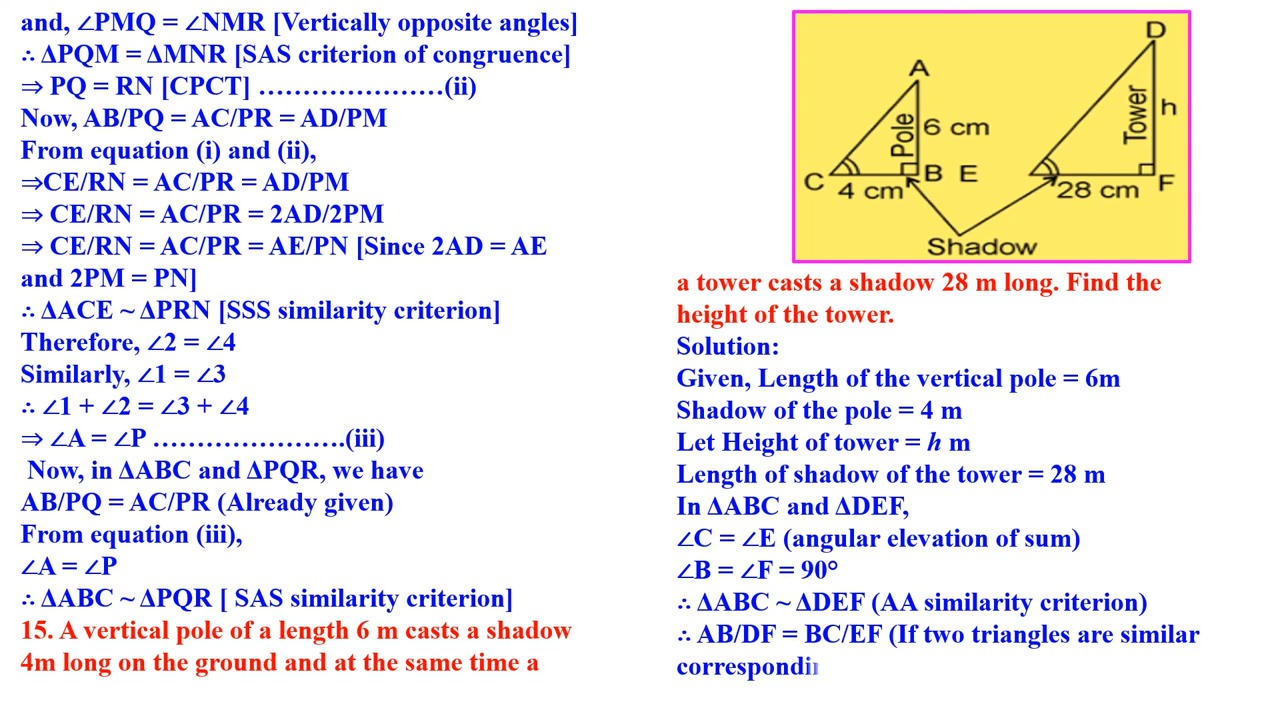 and, ∠PMQ = ∠NMR [Vertically opposite angles]
∴ ΔPQM = ΔMNR [SAS criterion of congruence]
⇒ PQ = RN [CPCT] …………………(ii)
Now, AB/PQ = AC/PR = AD/PM
From equation (i) and (ii),
⇒CE/RN = AC/PR = AD/PM
⇒ CE/RN = AC/PR = 2AD/2PM
⇒ CE/RN = AC/PR = AE/PN [Since 2AD = AE
and 2PM = PN]
∴ ΔACE ~ ΔPRN [SSS similarity criterion]
Therefore, ∠2 = ∠4
Similarly, ∠1 = ∠3
∴ ∠1 + ∠2 = ∠3 + ∠4
⇒ ∠A = ∠P ………………….(iii)
Now, in ΔABC and ΔPQR, we have
AB/PQ = AC/PR (Already given)
From equation (iii),
∠A = ∠P
∴ ΔABC ~ ΔPQR [ SAS similarity criterion]
15. A vertical pole of a length 6 m casts a shadow
4m long on the ground and at the same time a
D
A
Pole
6 cm
Tower
h
C
4 cm
B
E
28 cm
F
Shadow
a tower casts a shadow 28 m long. Find the
height of the tower.
Solution:
Given, Length of the vertical pole = 6m
Shadow of the pole = 4 m
Let Height of tower = h m
Length of shadow of the tower = 28 m
In ΔABC and ΔDEF,
∠C = ∠E (angular elevation of sum)
∠B = ∠F = 90°
∴ ΔABC ~ ΔDEF (AA similarity criterion)
∴ AB/DF = BC/EF (If two triangles are similar
correspondi